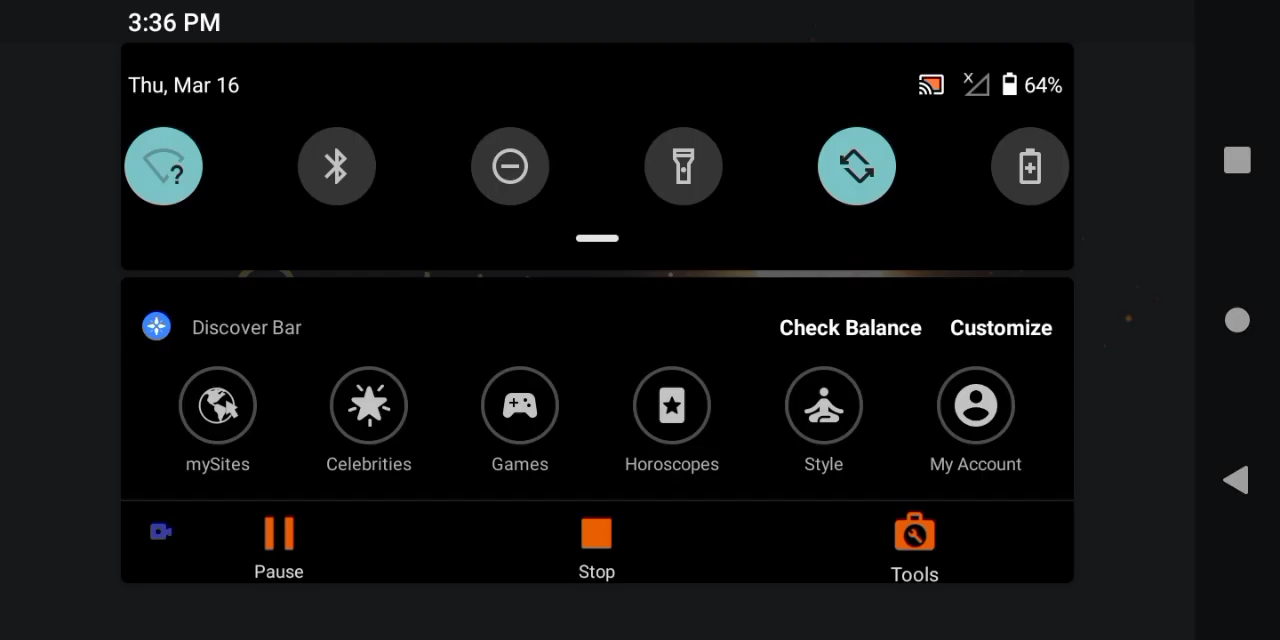 3:36 PM
Thu, Mar 16
64%
Discover Bar
Check Balance
Customize
mySites
Celebrities
Games
Horoscopes
Style
My Account
Pause
Stop
Tools